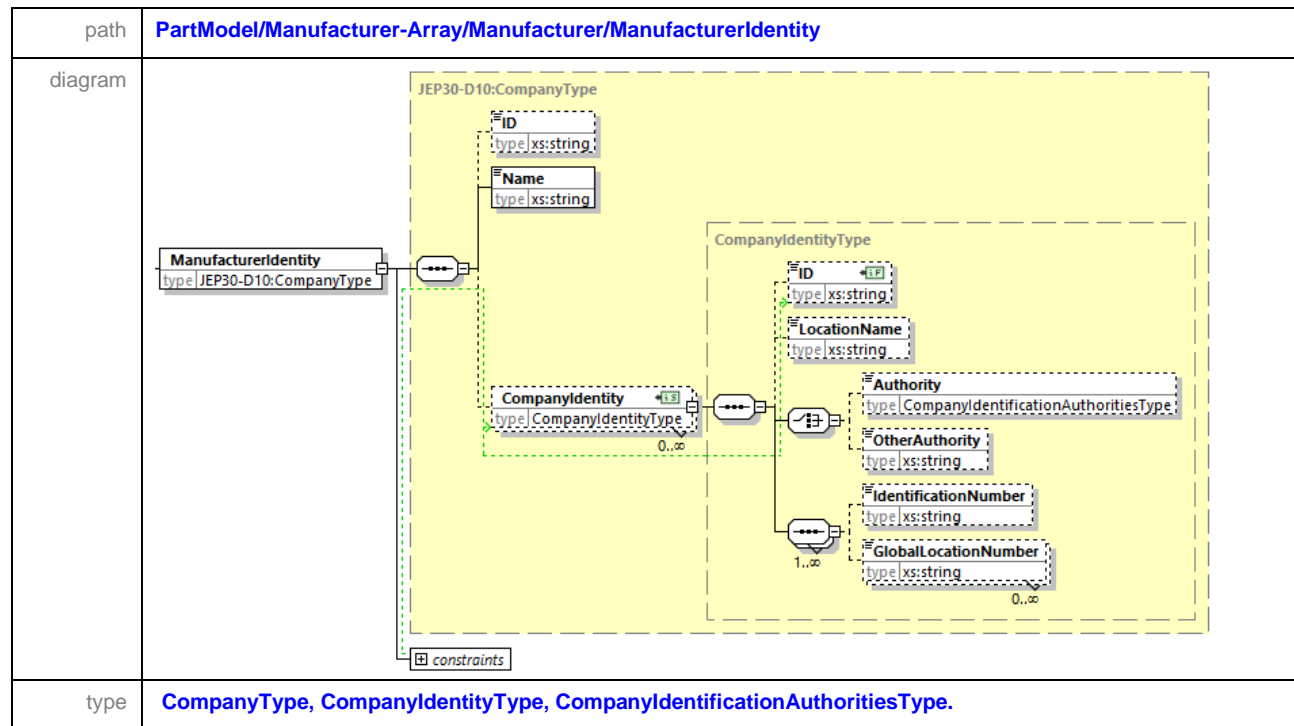 path
PartModel/Manufacturer-Array/Manufacturer/ManufacturerIdentity
diagram
JEP30-D10:CompanyType
ID
type xs:string
Name
type xs:string
CompanyIdentityType
ManufacturerIdentity
type JEP30-D10:CompanyType
ID
type xs:string
LocationName
type xs:string
CompanyIdentity
type CompanyIdentityType
0..∞
Authority
type CompanyIdentificationAuthoritiesType
OtherAuthority
type xs:string
IdentificationNumber
type xs:string
1..∞
GlobalLocationNumber
type xs:string
0..∞
constraints
type
CompanyType, CompanyIdentityType, CompanyIdentificationAuthoritiesType.